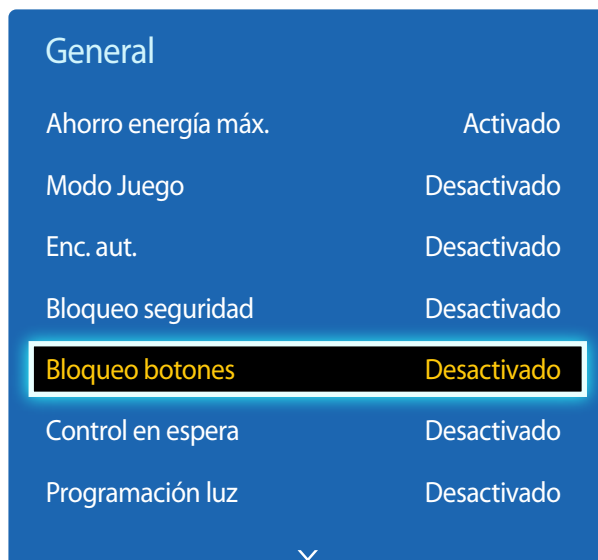 General
Ahorro energía máx. Activado
Modo Juego Desactivado
Enc. aut. Desactivado
Bloqueo seguridad Desactivado
Bloqueo botones Desactivado
Control en espera Desactivado
Programación luz Desactivado